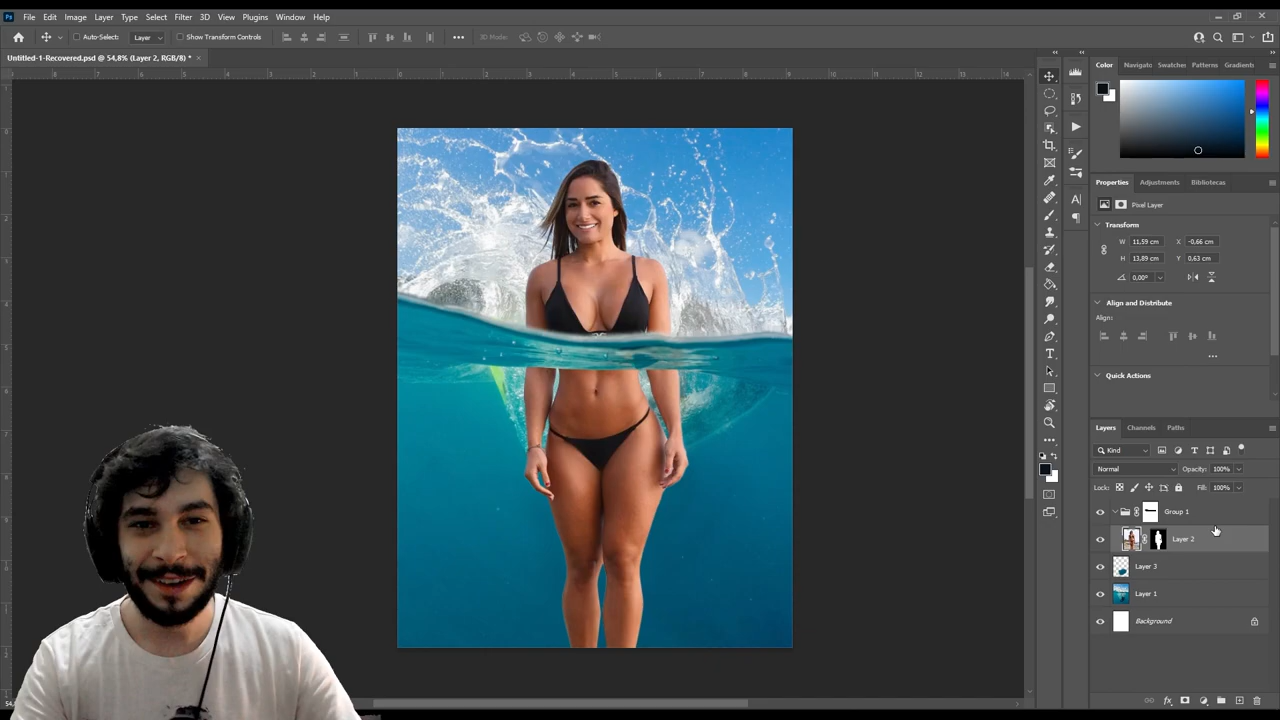 Ps File Edit Image Layer Type Select Filter 3D View Plugins Window Help
Auto-Select: Layer Show Transform Controls 3D Mode:
Untitled-1-Recovered.psd @ 54,8% (Layer 2, RGB/8) *
Color Navigato Swatches Patterns Gradients
Properties Adjustments Bibliotecas
Pixel Layer
Transform
W 11,59 cm X -0,66 cm
H 13,89 cm Y 0,63 cm
0,00°
Align and Distribute
Align:
Quick Actions
Layers Channels Paths
Kind
Normal Opacity: 100%
Lock: Fill: 100%
Group 1
Layer 2
Layer 3
Layer 1
Background